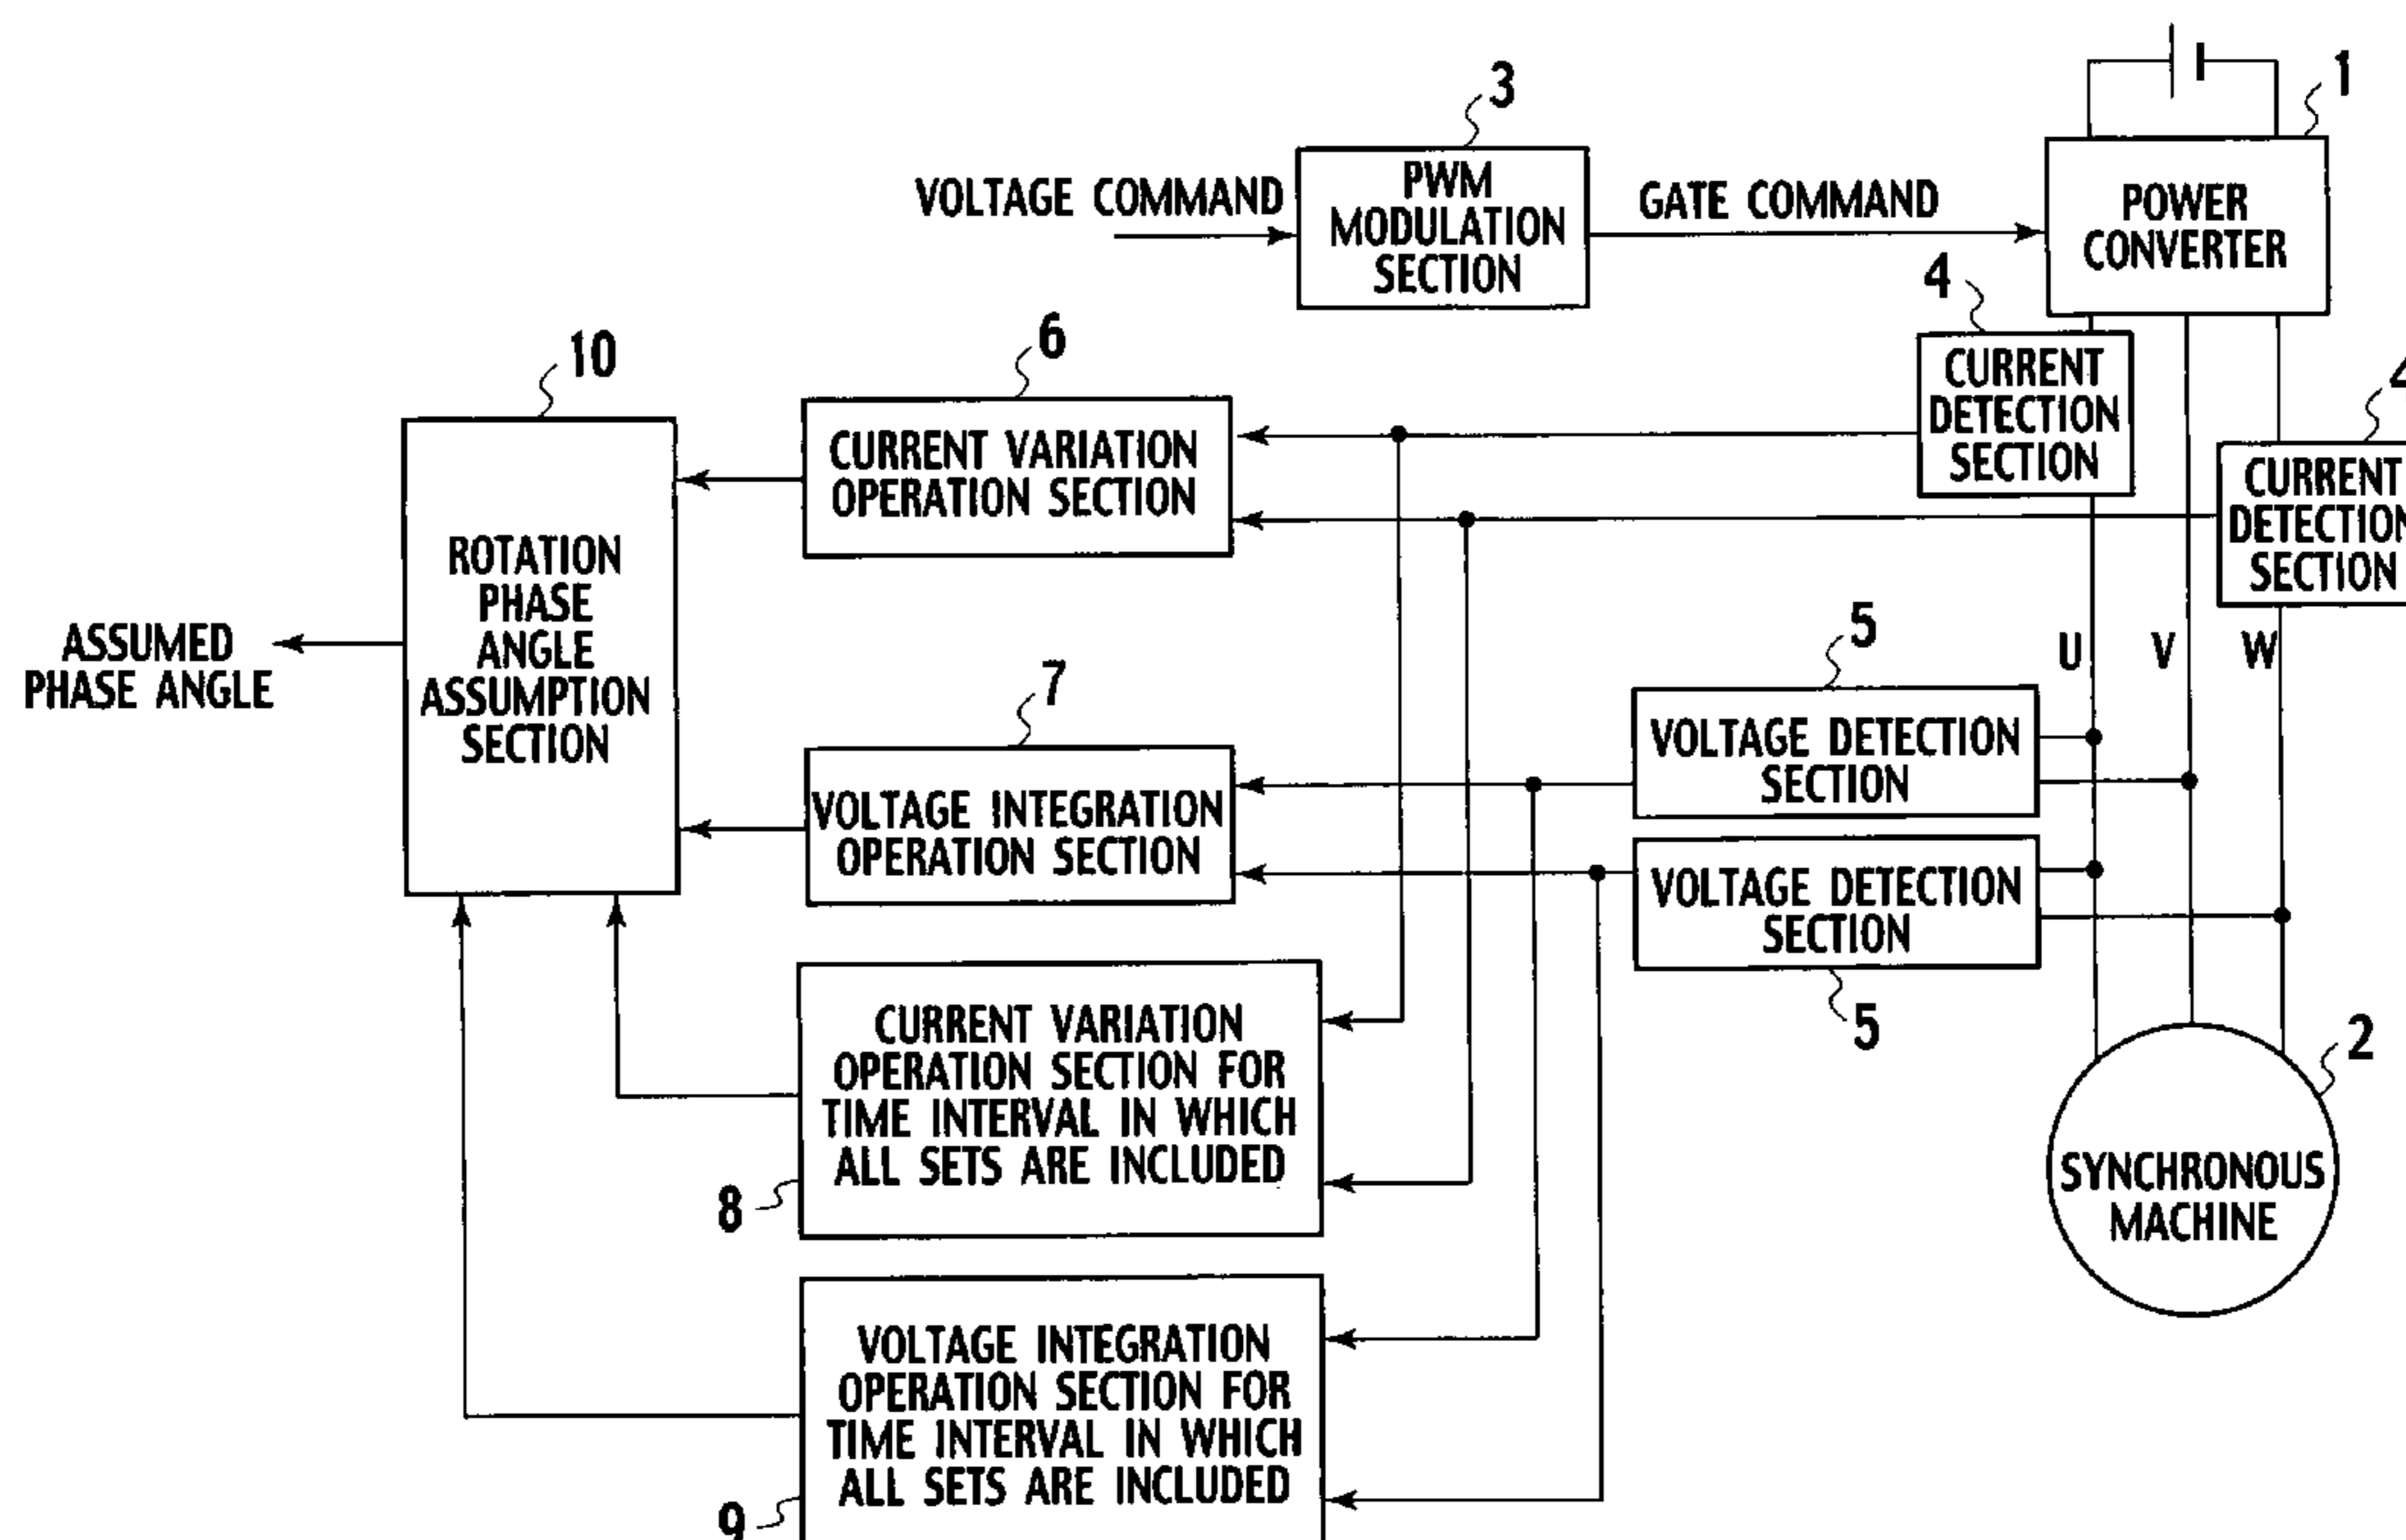 1
3
VOLTAGE COMMAND
PWM
MODULATION
SECTION
GATE COMMAND
POWER
CONVERTER
4
CURRENT
DETECTION
SECTION
4
CURRENT
DETECTION
SECTION
10
6
CURRENT VARIATION
OPERATION SECTION
ROTATION
PHASE
ANGLE
ASSUMPTION
SECTION
ASSUMED
PHASE ANGLE
U
V
W
5
VOLTAGE DETECTION
SECTION
7
VOLTAGE INTEGRATION
OPERATION SECTION
VOLTAGE DETECTION
SECTION
5
CURRENT VARIATION
OPERATION SECTION FOR
TIME INTERVAL IN WHICH
ALL SETS ARE INCLUDED
8
2
SYNCHRONOUS
MACHINE
VOLTAGE INTEGRATION
OPERATION SECTION FOR
TIME INTERVAL IN WHICH
ALL SETS ARE INCLUDED
9